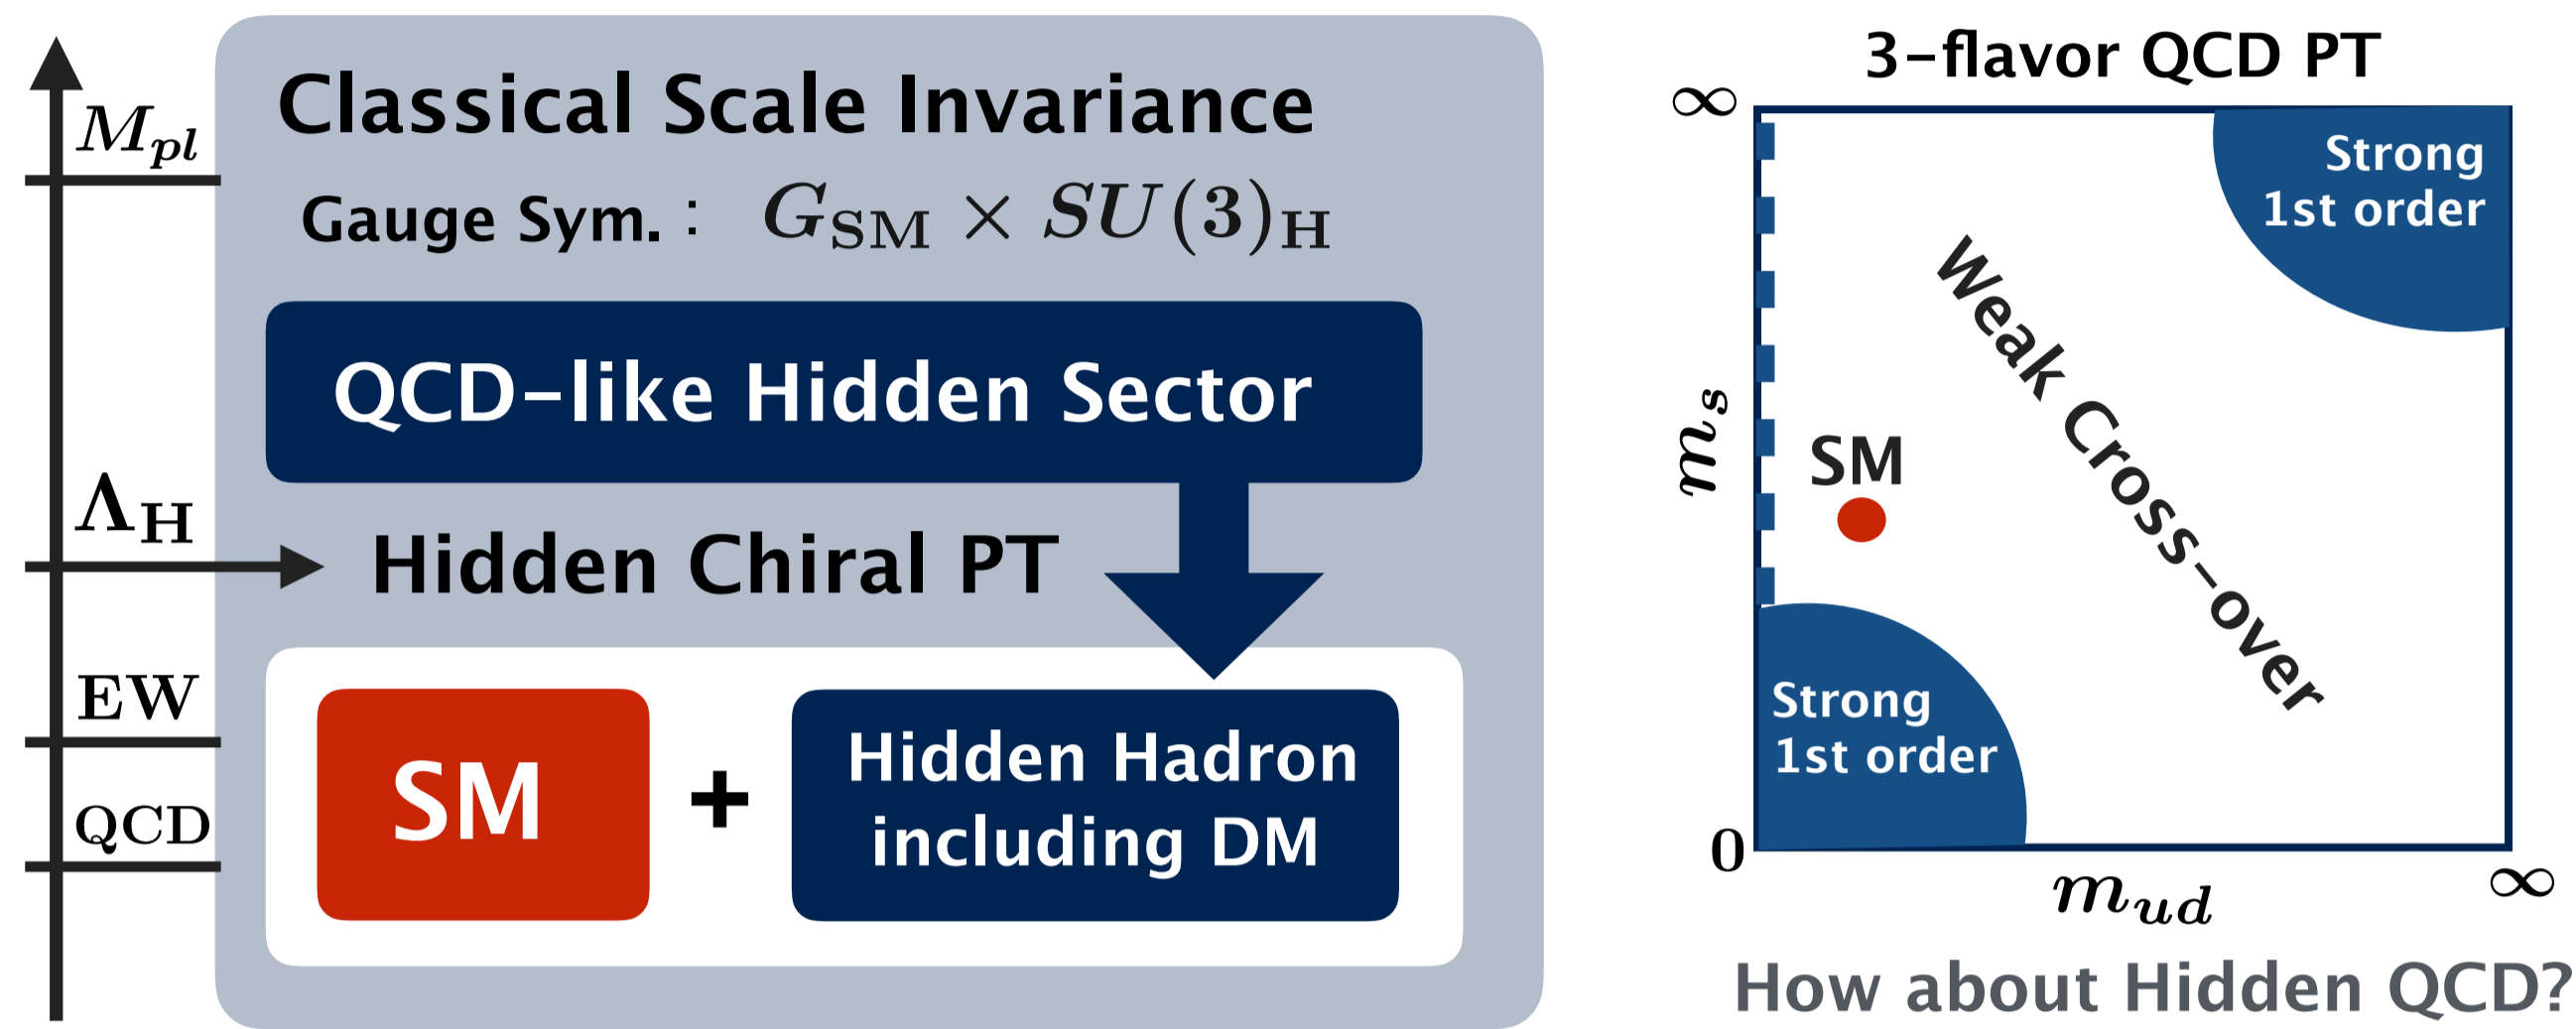 M_pl
Λ_H
EW
QCD
Classical Scale Invariance
Gauge Sym. : G_SM × SU(3)_H
QCD-like Hidden Sector
Hidden Chiral PT
SM
+
Hidden Hadron
including DM
3-flavor QCD PT
∞
Strong
1st order
Weak Cross-over
m_s
SM
Strong
1st order
0
m_ud
∞
How about Hidden QCD?